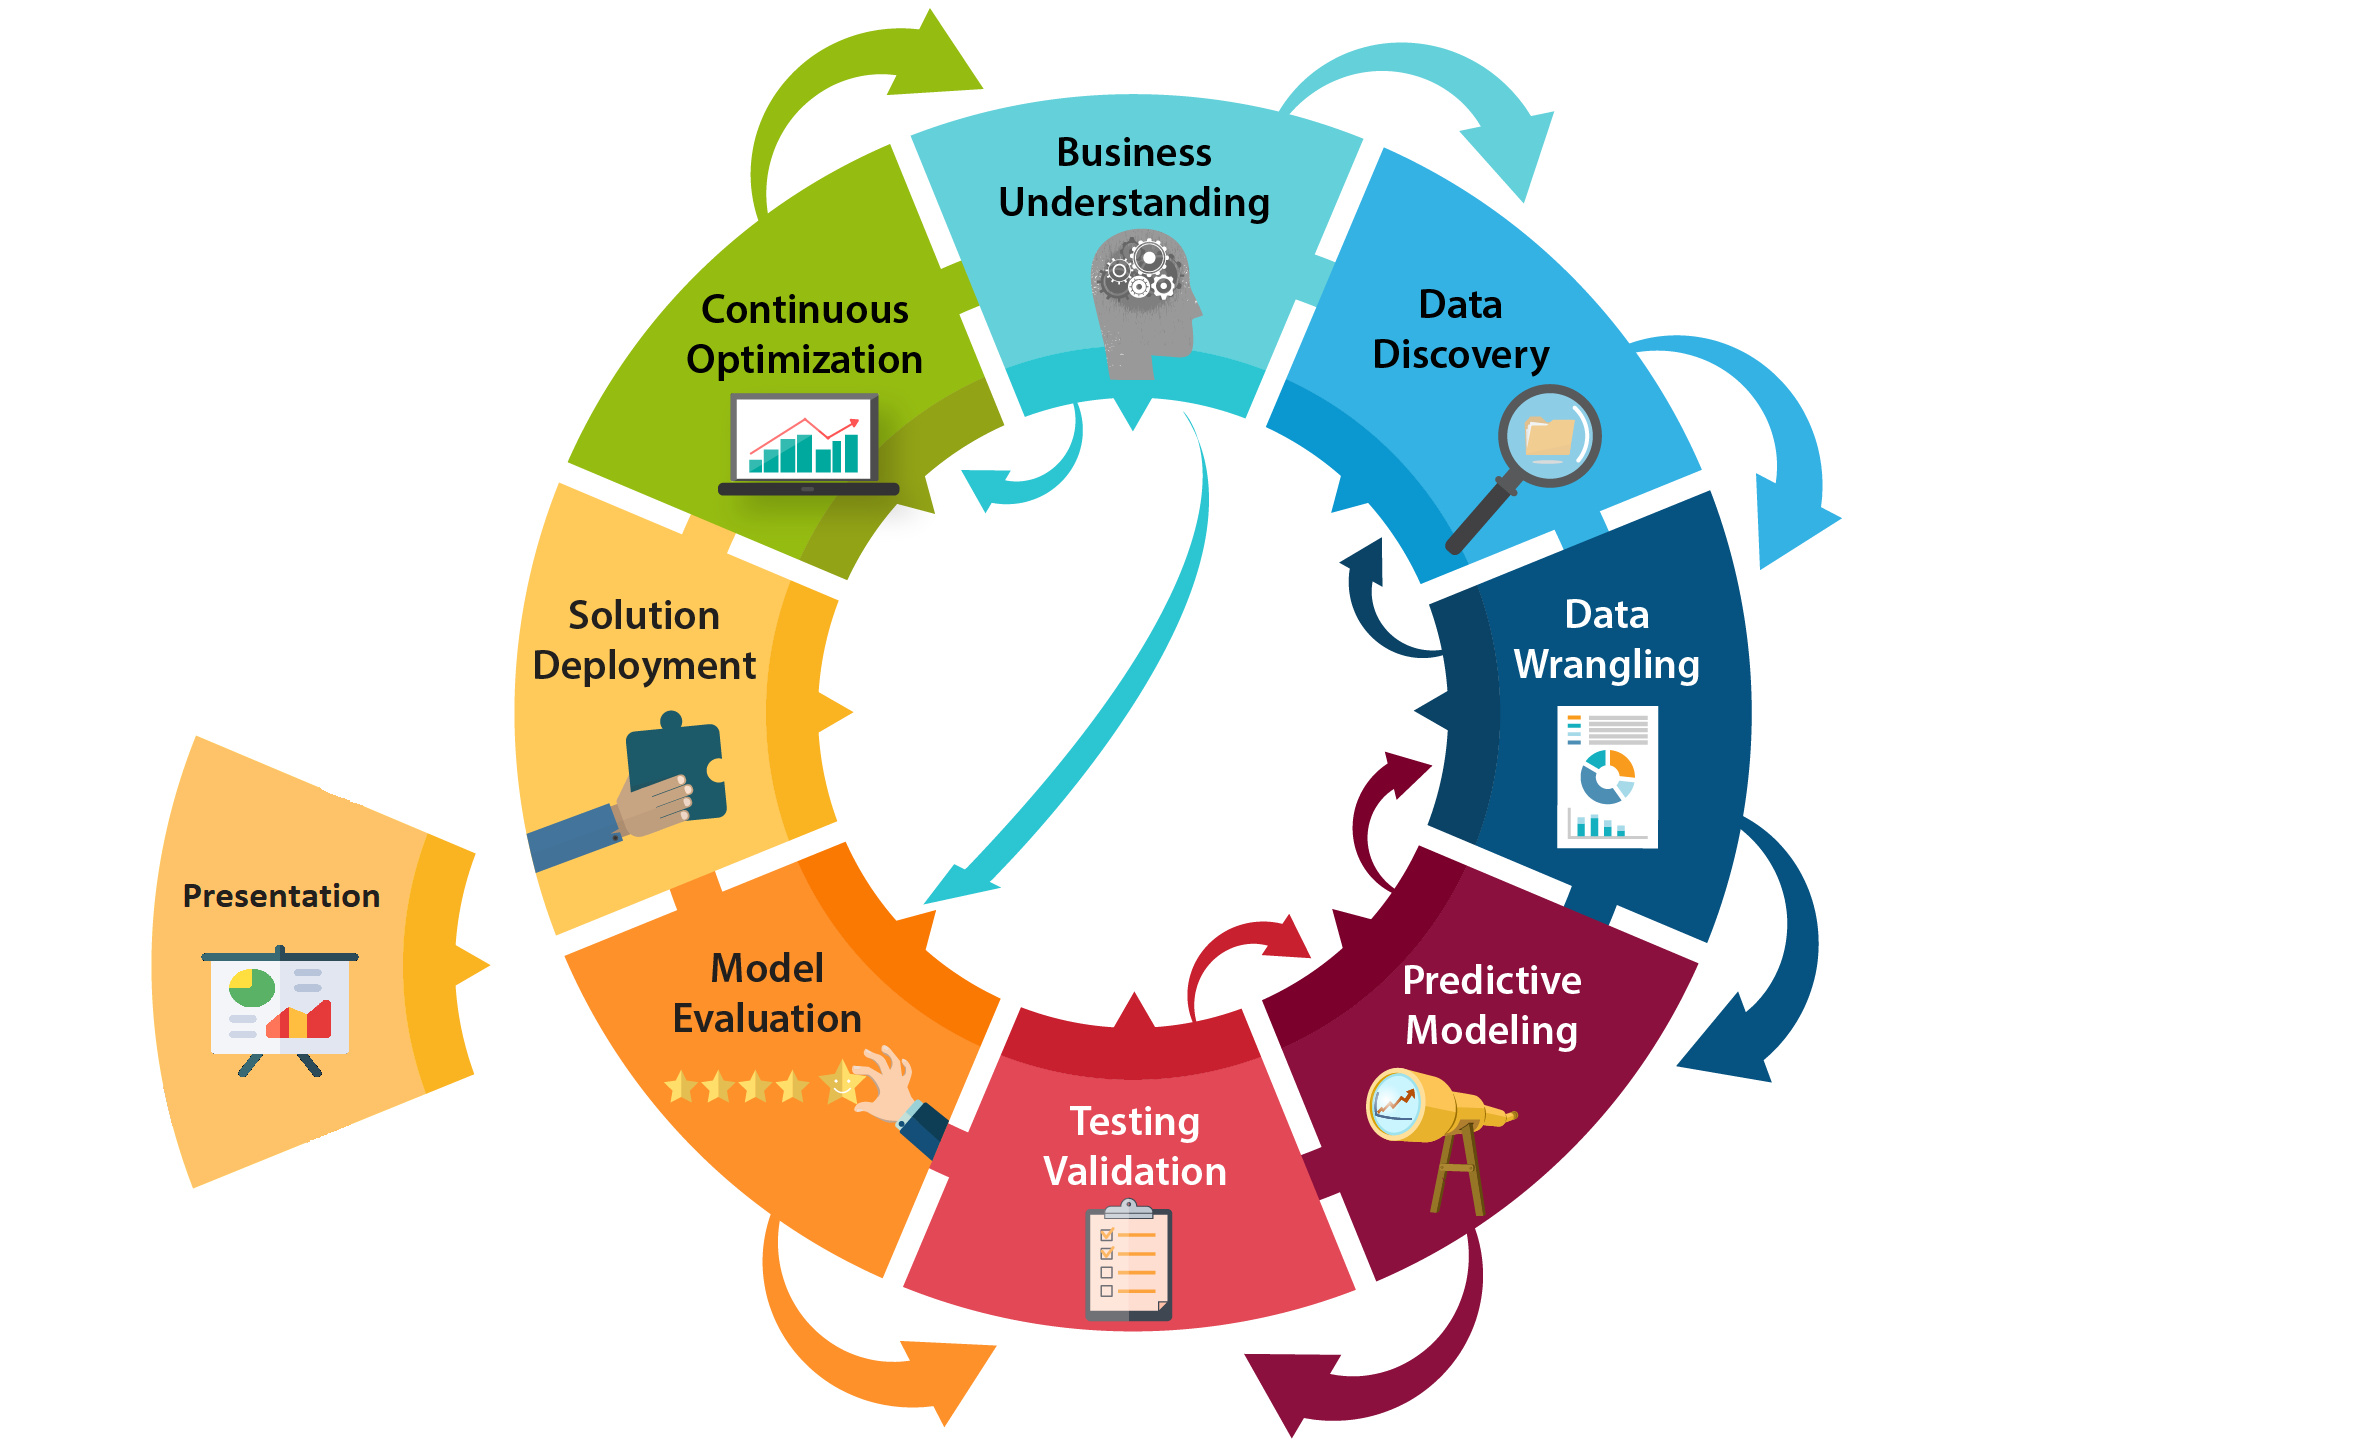 Business
Understanding
Data
Discovery
Data
Wrangling
Predictive
Modeling
Testing
Validation
Model
Evaluation
Solution
Deployment
Continuous
Optimization
Presentation